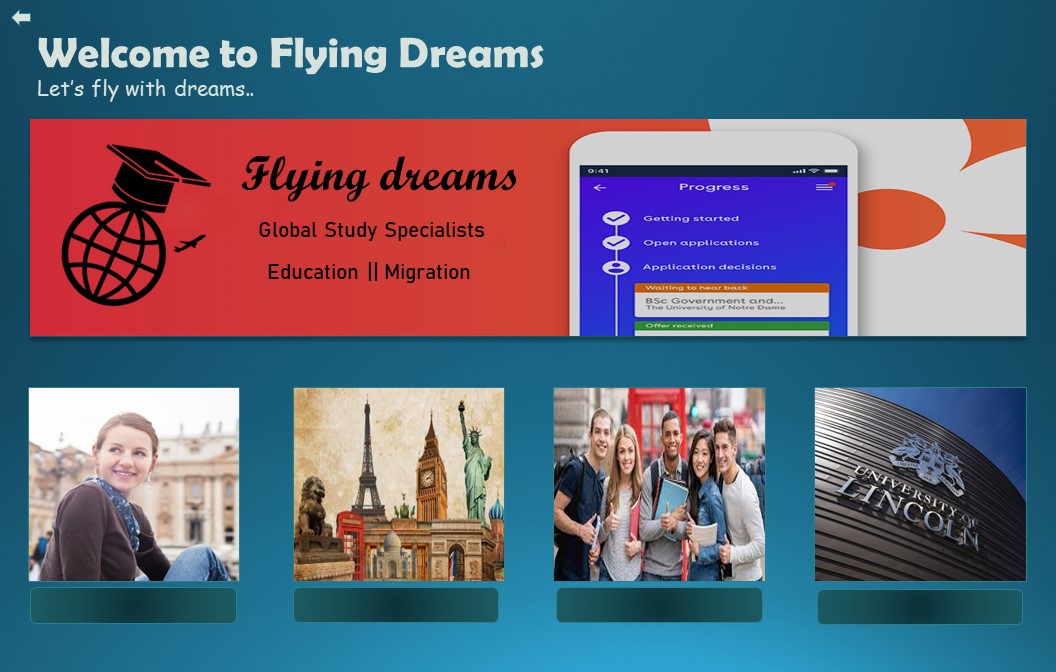 Welcome to Flying Dreams
Let's fly with dreams..
Flying dreams
Global Study Specialists
Education || Migration
9:41
Progress
Getting started
Open applications
Application decisions
Waiting to hear back
BSc Government and...
The University of Notre Dame
Offer received
UNIVERSITY OF
LINCOLN